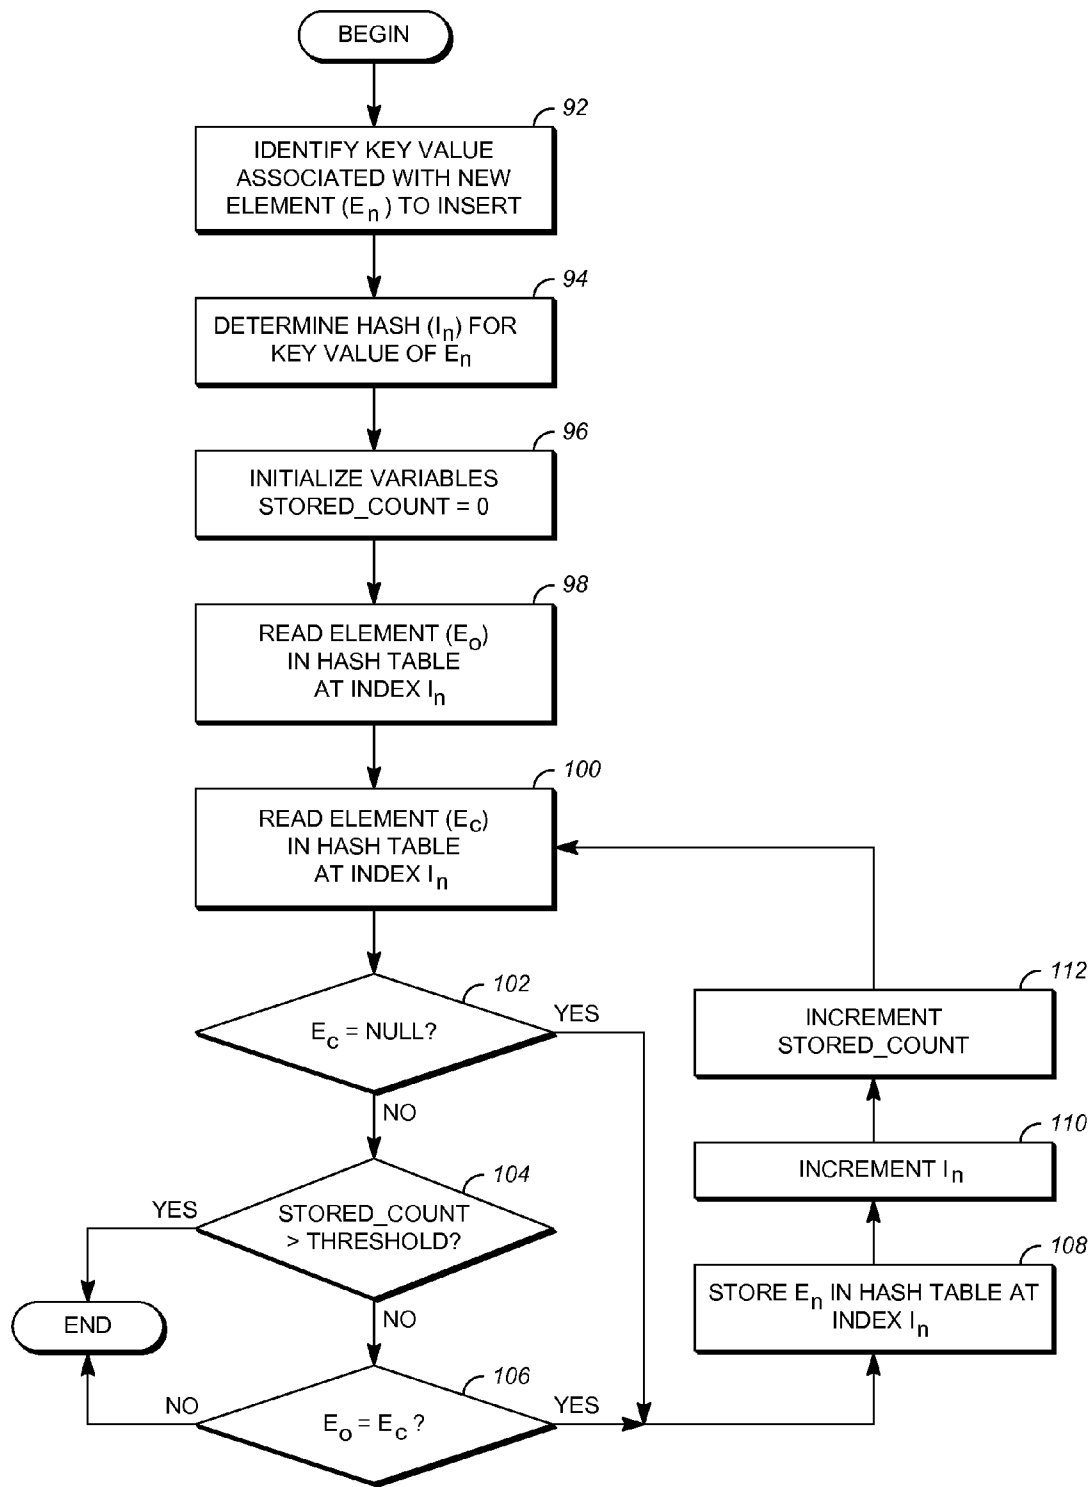 BEGIN
92
IDENTIFY KEY VALUE
ASSOCIATED WITH NEW
ELEMENT (En) TO INSERT
94
DETERMINE HASH (In) FOR
KEY VALUE OF En
96
INITIALIZE VARIABLES
STORED_COUNT = 0
98
READ ELEMENT (Eo)
IN HASH TABLE
AT INDEX In
100
READ ELEMENT (Ec)
IN HASH TABLE
AT INDEX In
102
Ec = NULL?
YES
NO
104
STORED_COUNT
> THRESHOLD?
YES
NO
END
106
Eo = Ec ?
NO
YES
108
STORE En IN HASH TABLE AT
INDEX In
110
INCREMENT In
112
INCREMENT
STORED_COUNT